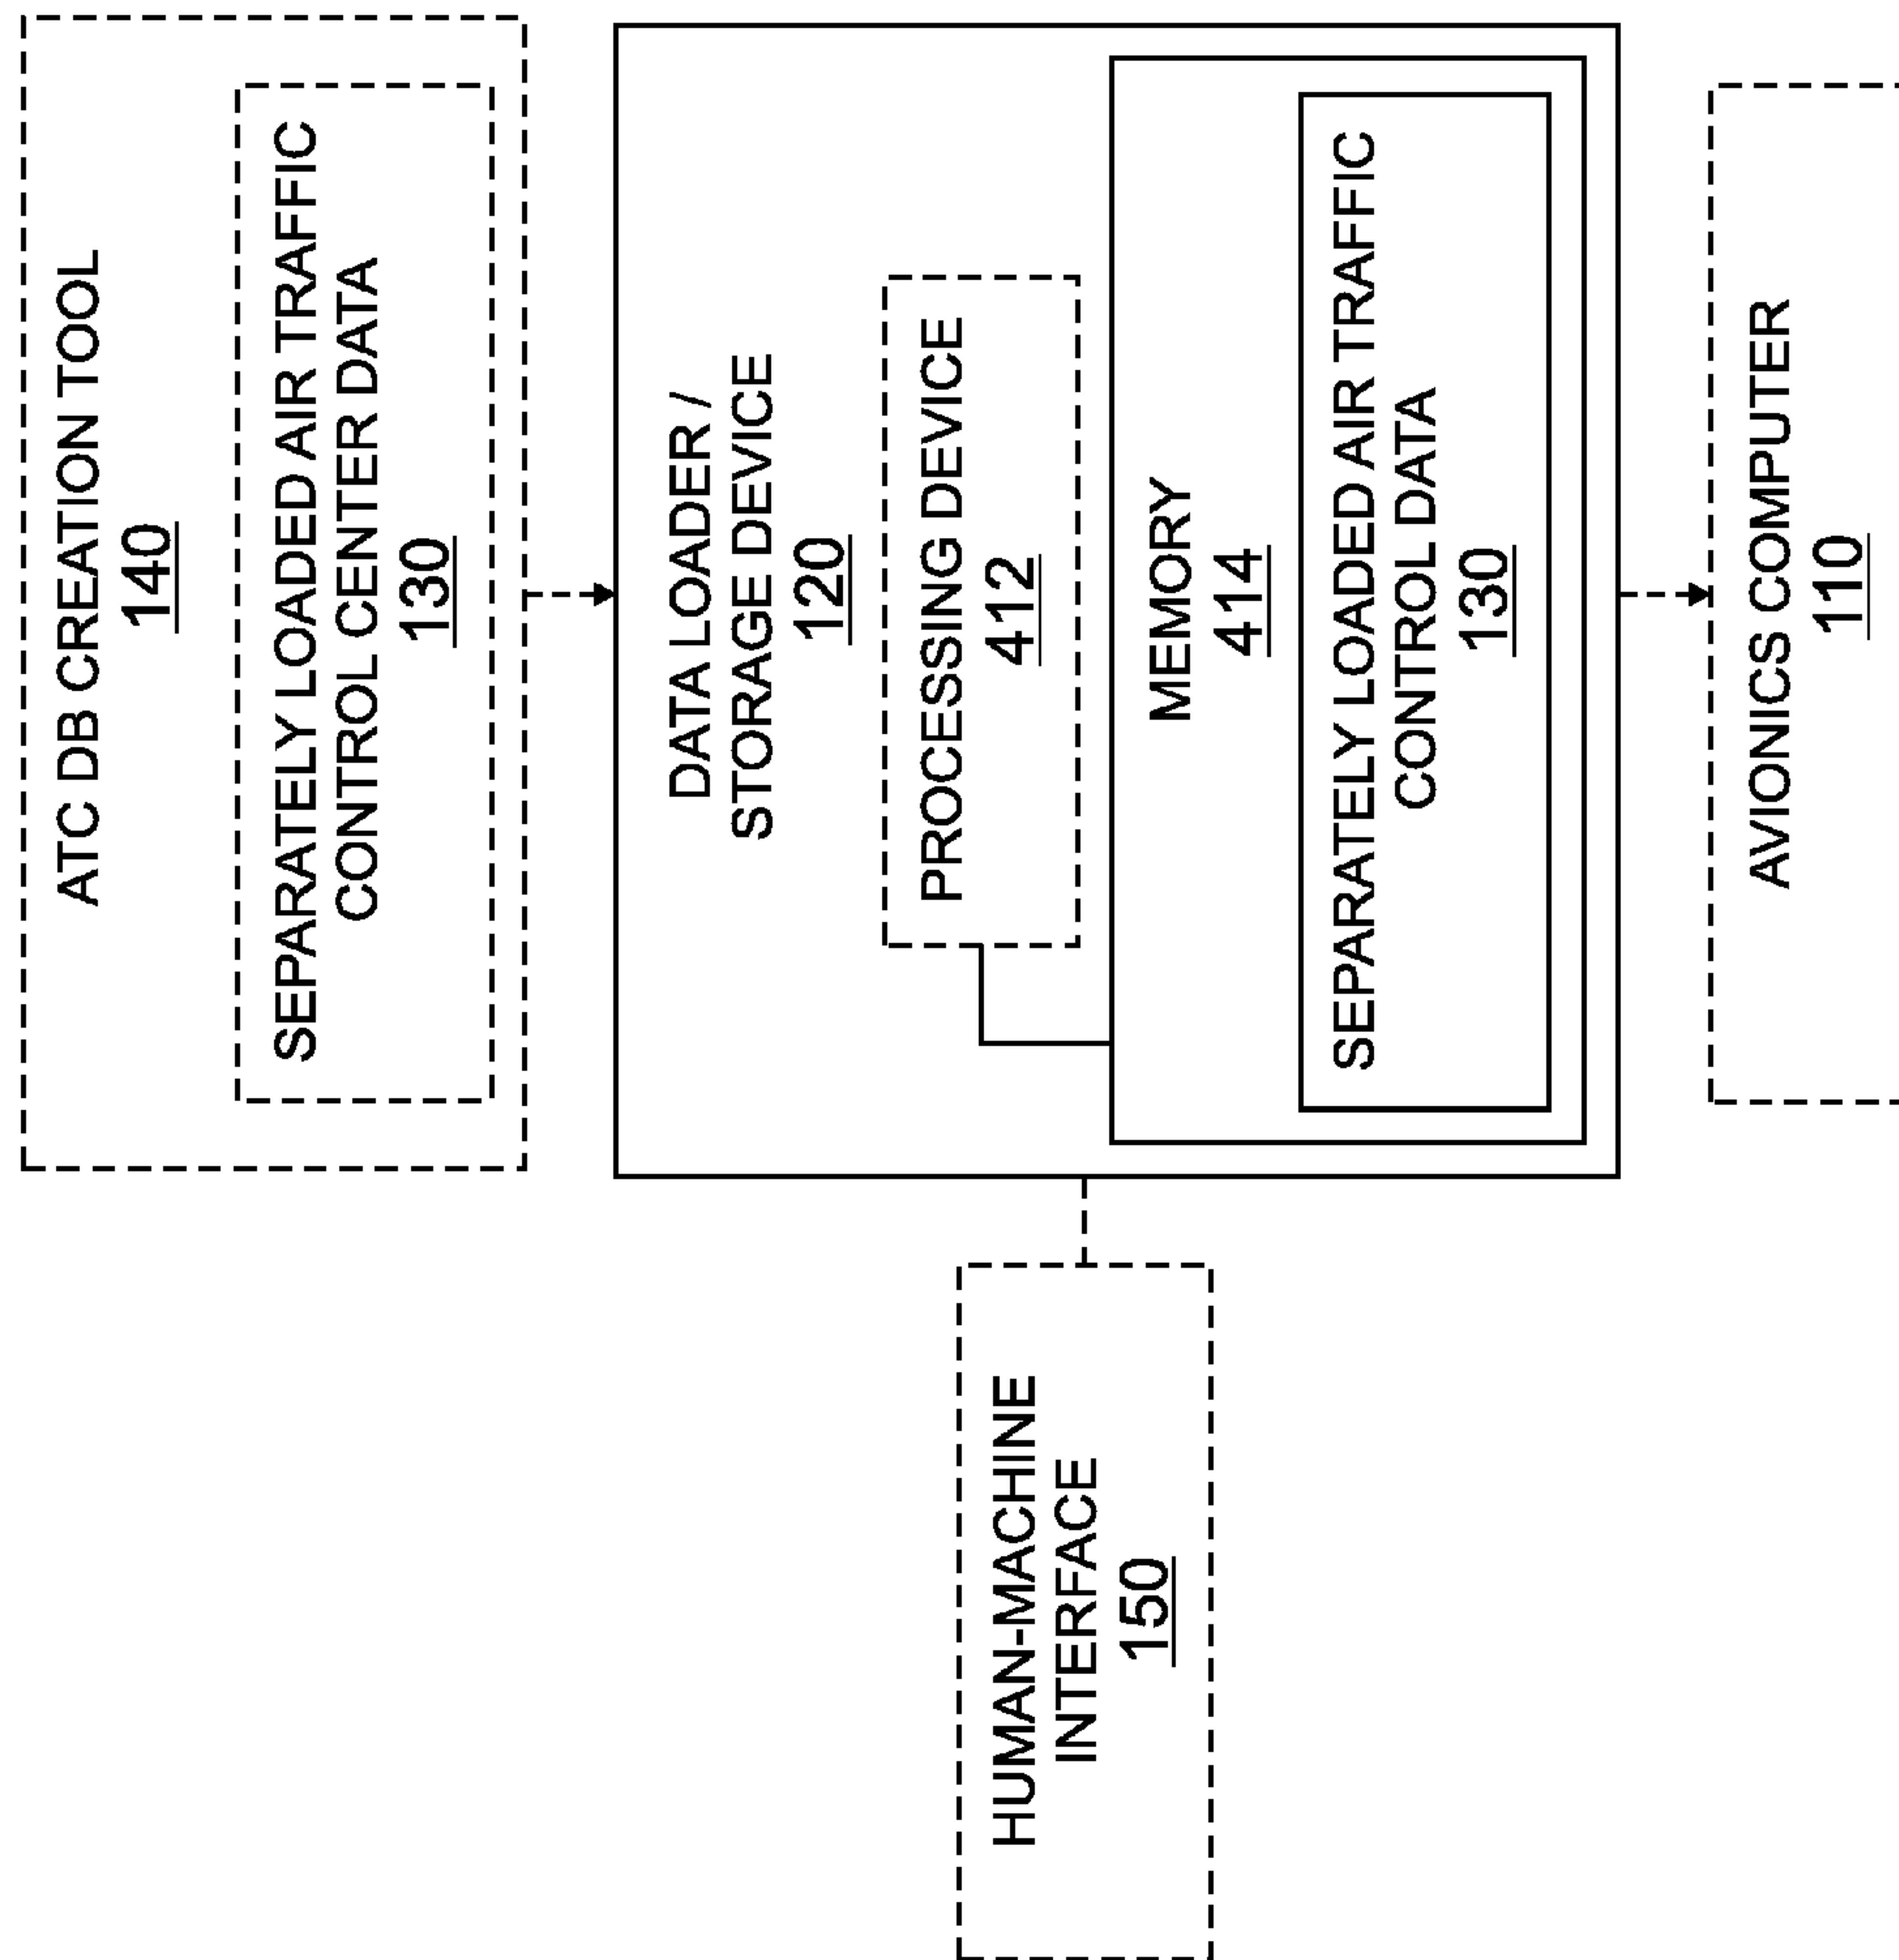 ATC DB CREATION TOOL
140
SEPARATELY LOADED AIR TRAFFIC
CONTROL CENTER DATA
130
DATA LOADER /
STORAGE DEVICE
120
PROCESSING DEVICE
412
MEMORY
414
SEPARATELY LOADED AIR TRAFFIC
CONTROL DATA
130
HUMAN-MACHINE
INTERFACE
150
AVIONICS COMPUTER
110